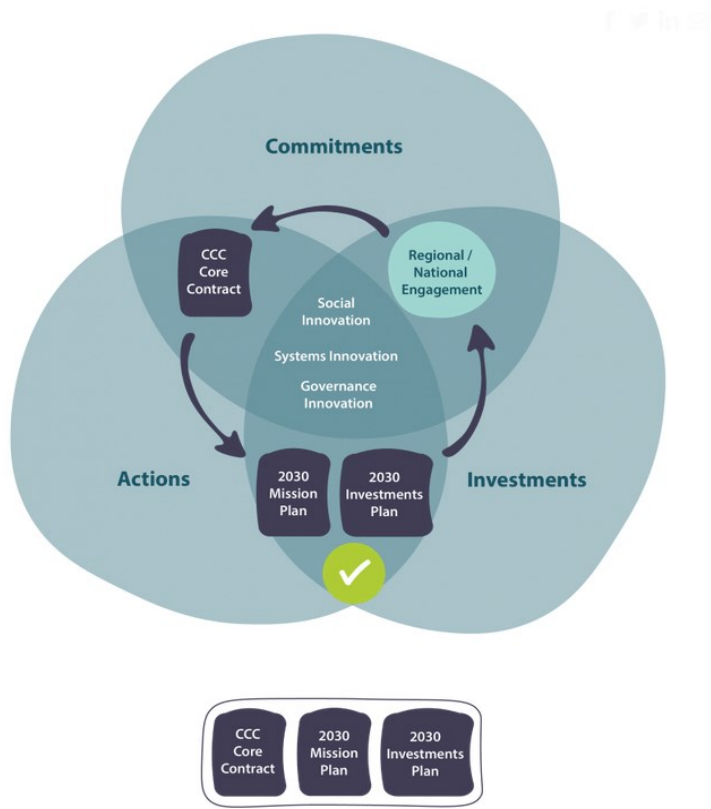 Commitments
CCC
Core
Contract
Regional /
National
Engagement
Social
Innovation
Systems Innovation
Governance
Innovation
Actions
2030
Mission
Plan
2030
Investments
Plan
Investments
CCC
Core
Contract
2030
Mission
Plan
2030
Investments
Plan